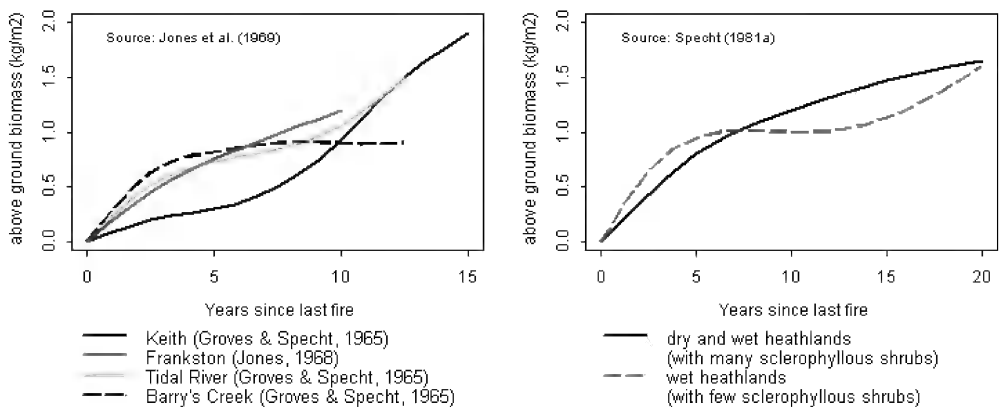 above ground biomass (kg/m2)
2.0
1.5
1.0
0.5
0.0
Source: Jones et al. (1969)
0 5 10 15
Years since last fire
Keith (Groves & Specht, 1965)
Frankston (Jones, 1968)
Tidal River (Groves & Specht, 1965)
Barry's Creek (Groves & Specht, 1965)
above ground biomass (kg/m2)
2.0
1.5
1.0
0.5
0.0
Source: Specht (1981a)
0 5 10 15 20
Years since last fire
dry and wet heathlands
(with many sclerophyllous shrubs)
wet heathlands
(with few sclerophyllous shrubs)